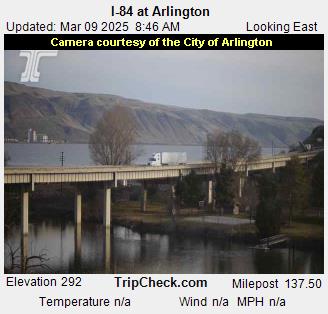 I-84 at Arlington
Updated: Mar 09 2025 8:46 AM Looking East
Camera courtesy of the City of Arlington
Elevation 292 TripCheck.com Milepost 137.50
Temperature n/a Wind n/a MPH n/a